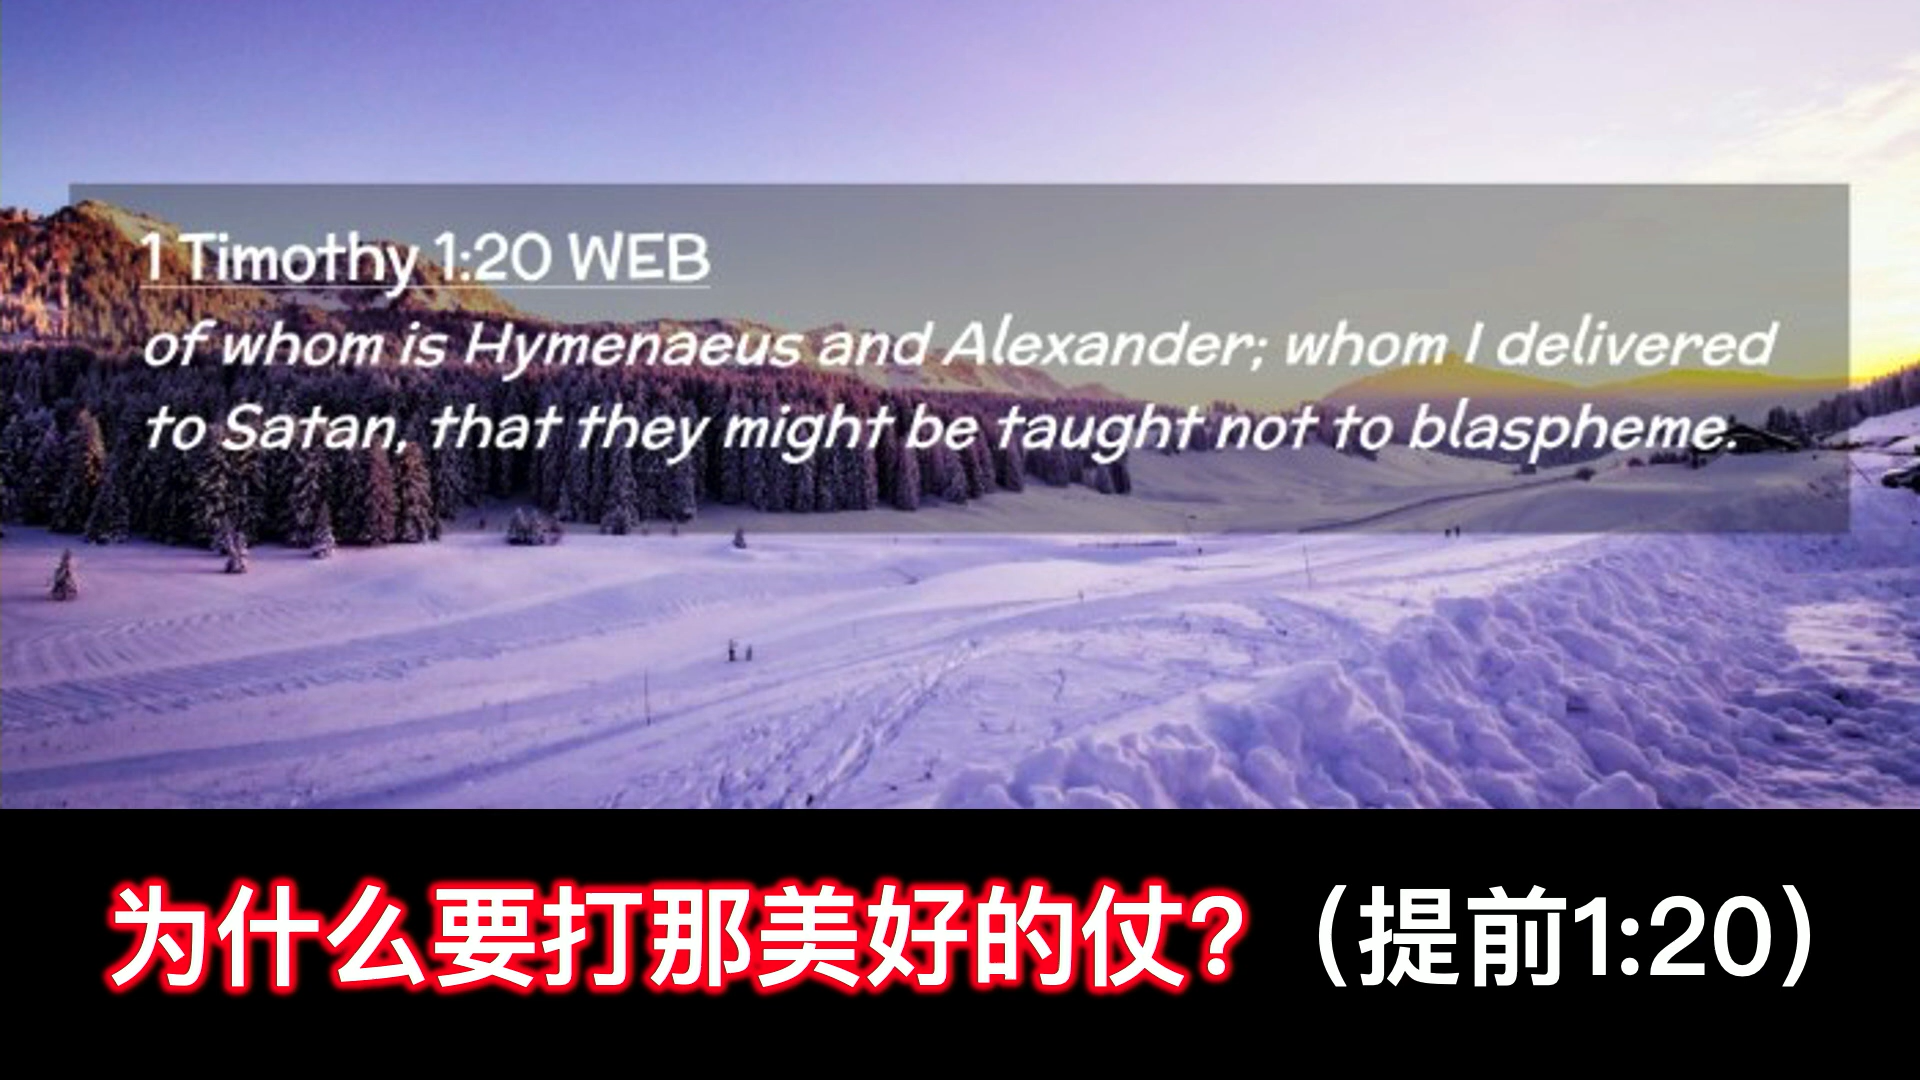 1 Timothy 1:20 WEB
of whom is Hymenaeus and Alexander; whom I delivered
to Satan, that they might be taught not to blaspheme.
为什么要打那美好的仗?（提前1:20）